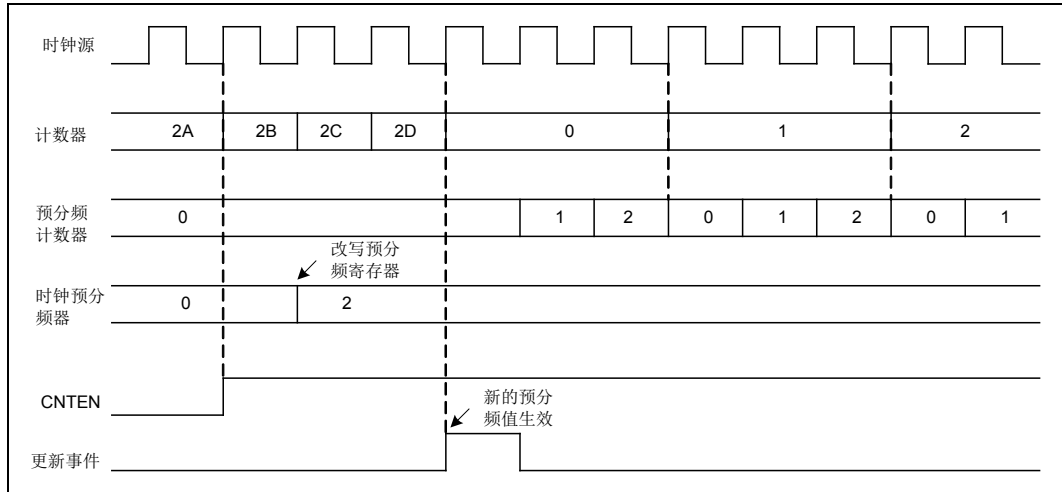 时钟源
计数器
2A 2B 2C 2D 0 1 2
预分频
计数器
0 1 2 0 1 2 0 1
改写预分
频寄存器
时钟预分
频器
0 2
CNTEN
新的预分
频值生效
更新事件